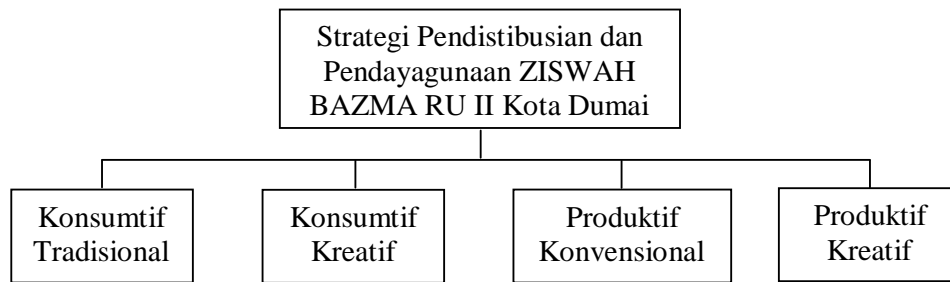 Strategi Pendistibusian dan
Pendayagunaan ZISWAH
BAZMA RU II Kota Dumai
Konsumtif
Tradisional
Konsumtif
Kreatif
Produktif
Konvensional
Produktif
Kreatif